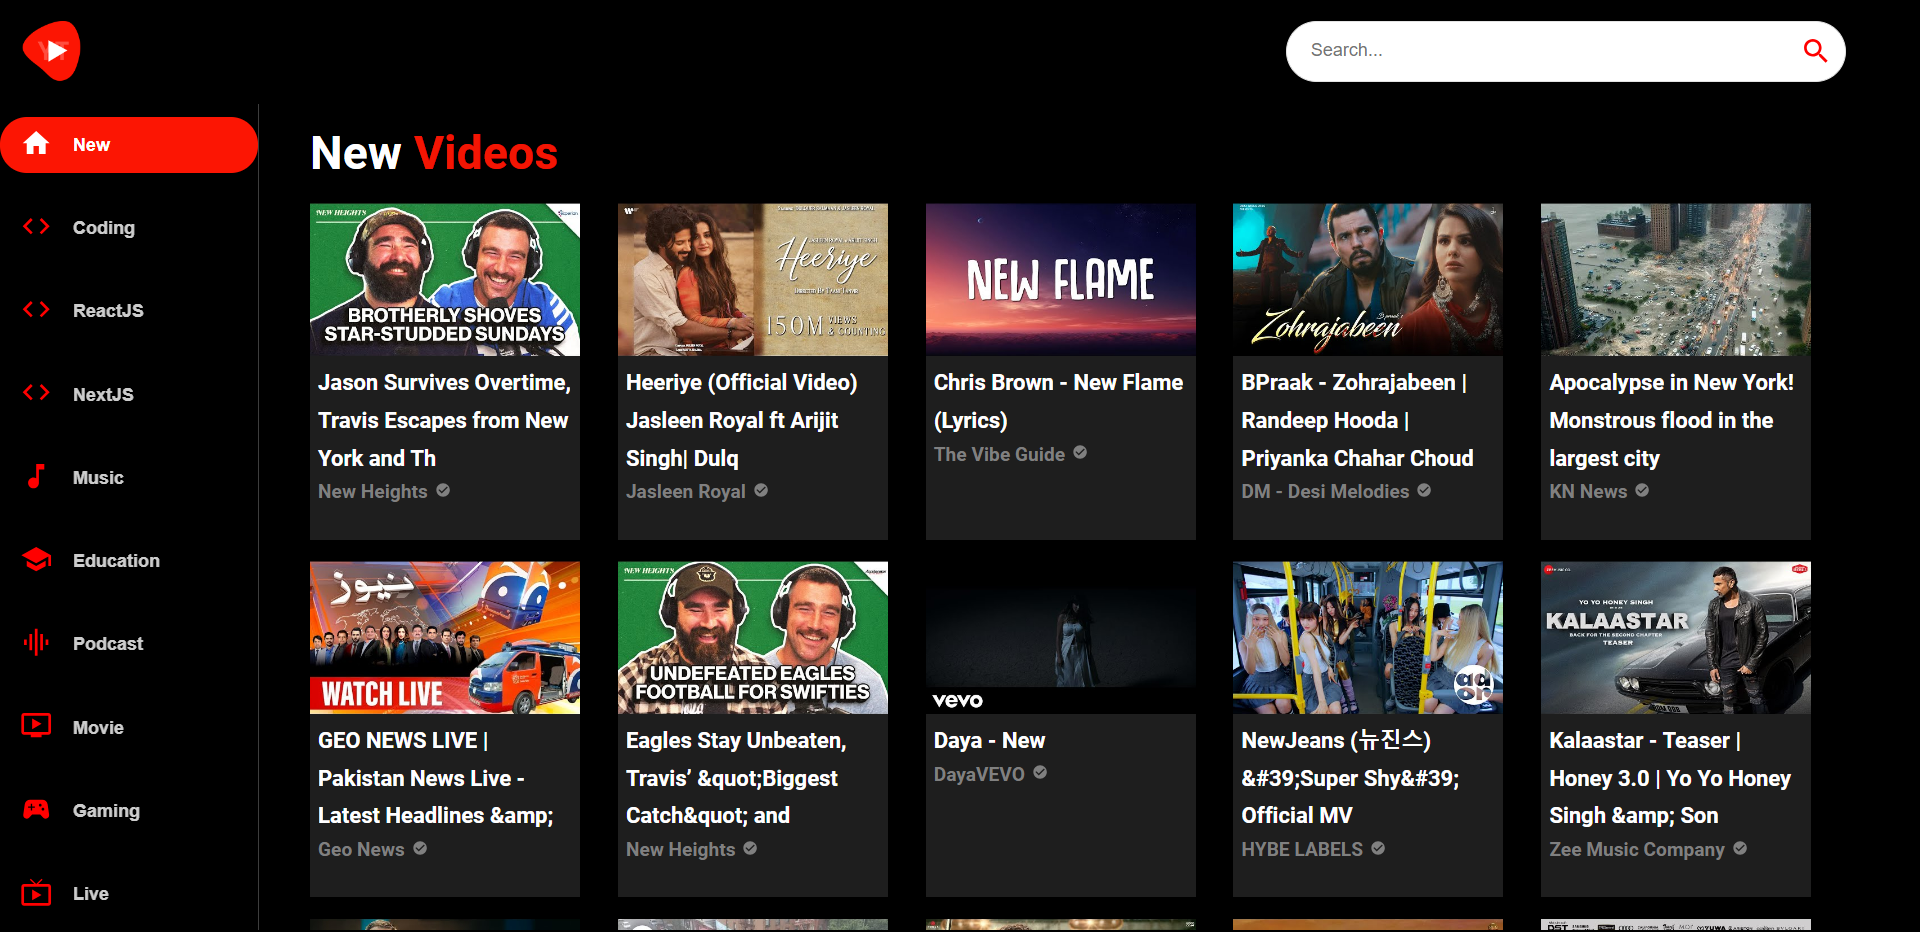 YT
Search...
New
Coding
ReactJS
NextJS
Music
Education
Podcast
Movie
Gaming
Live
New Videos
NEW HEIGHTS
BROTHERLY SHOVES
STAR-STUDDED SUNDAYS
Jason Survives Overtime,
Travis Escapes from New
York and Th
New Heights
Heeriye
150M VIEWS
& COUNTING
Heeriye (Official Video)
Jasleen Royal ft Arijit
Singh| Dulq
Jasleen Royal
NEW FLAME
Chris Brown - New Flame
(Lyrics)
The Vibe Guide
Zohrajabeen
BPraak - Zohrajabeen |
Randeep Hooda |
Priyanka Chahar Choud
DM - Desi Melodies
Apocalypse in New York!
Monstrous flood in the
largest city
KN News
نیوز
WATCH LIVE
GEO NEWS LIVE |
Pakistan News Live -
Latest Headlines &amp;
Geo News
NEW HEIGHTS
UNDEFEATED EAGLES
FOOTBALL FOR SWIFTIES
Eagles Stay Unbeaten,
Travis’ &quot;Biggest
Catch&quot; and
New Heights
vevo
Daya - New
DayaVEVO
ador
NewJeans (뉴진스)
&#39;Super Shy&#39;
Official MV
HYBE LABELS
YO YO HONEY SINGH
KALAASTAR
BACK FOR THE SECOND CHAPTER
TEASER
Kalaastar - Teaser |
Honey 3.0 | Yo Yo Honey
Singh &amp; Son
Zee Music Company